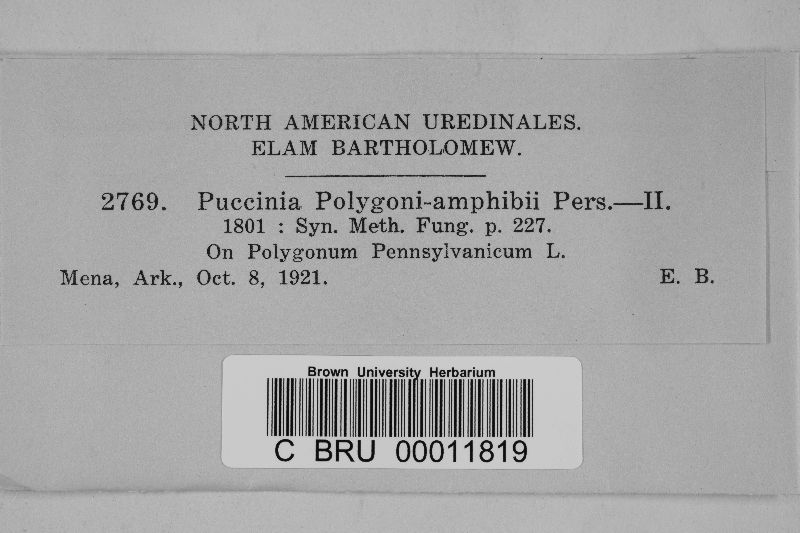 NORTH AMERICAN UREDINALES.
ELAM BARTHOLOMEW.
2769. Puccinia Polygoni-amphibii Pers.—II.
1801 : Syn. Meth. Fung. p. 227.
On Polygonum Pennsylvanicum L.
Mena, Ark., Oct. 8, 1921. E. B.
Brown University Herbarium
C BRU 00011819